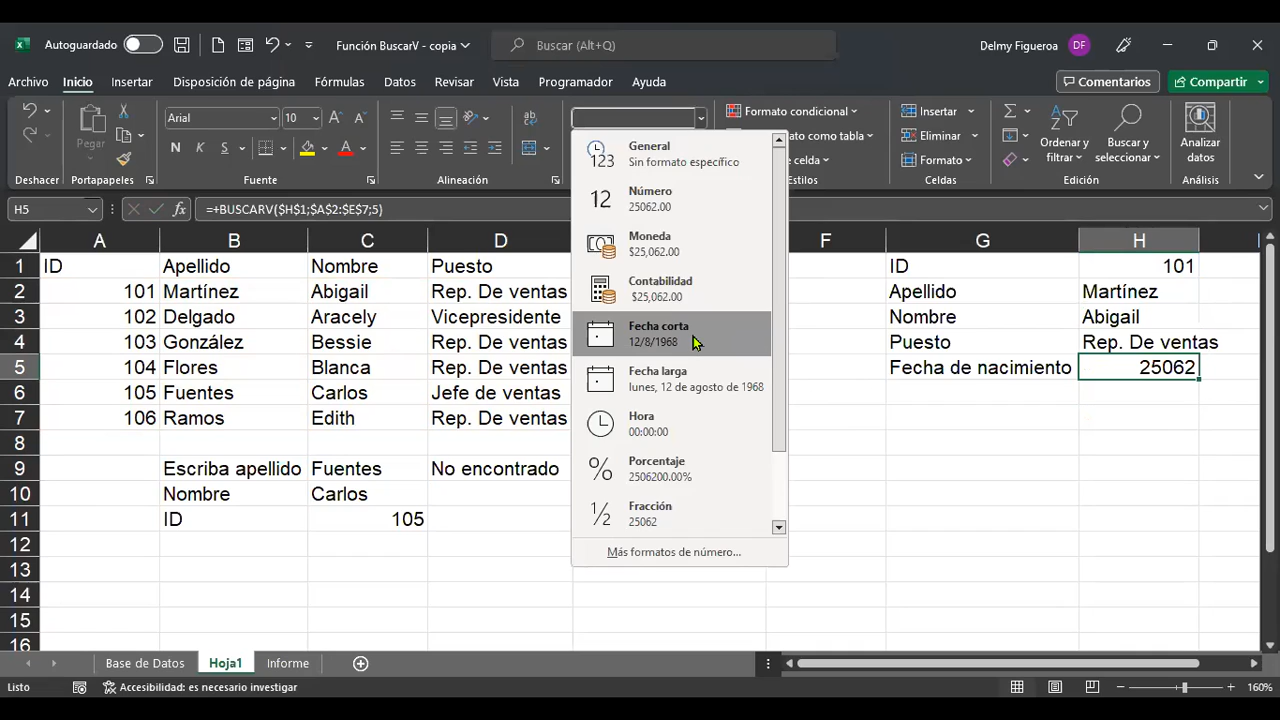 Autoguardado Función BuscarV - copia Buscar (Alt+Q) Delmy Figueroa DF
Archivo Inicio Insertar Disposición de página Fórmulas Datos Revisar Vista Programador Ayuda Comentarios Compartir
Pegar
Arial 10
N K S
ab
Formato condicional
como tabla
celda
Insertar
Eliminar
Formato
Ordenar y filtrar
Buscar y seleccionar
Analizar datos
Deshacer Portapapeles Fuente Alineación Estilos Celdas Edición Análisis
H5 fx =+BUSCARV($H$1;$A$2:$E$7;5)
General
Sin formato específico
Número
25062.00
Moneda
$25,062.00
Contabilidad
$25,062.00
Fecha corta
12/8/1968
Fecha larga
lunes, 12 de agosto de 1968
Hora
00:00:00
Porcentaje
2506200.00%
Fracción
25062
Más formatos de número...
A B C D F G H
1 ID Apellido Nombre Puesto ID 101
2 101 Martínez Abigail Rep. De ventas Apellido Martínez
3 102 Delgado Aracely Vicepresidente Nombre Abigail
4 103 González Bessie Rep. De ventas Puesto Rep. De ventas
5 104 Flores Blanca Rep. De ventas Fecha de nacimiento 25062
6 105 Fuentes Carlos Jefe de ventas
7 106 Ramos Edith Rep. De ventas
8
9 Escriba apellido Fuentes No encontrado
10 Nombre Carlos
11 ID 105
12
13
14
15
16
Base de Datos Hoja1 Informe
Listo Accesibilidad: es necesario investigar 160%